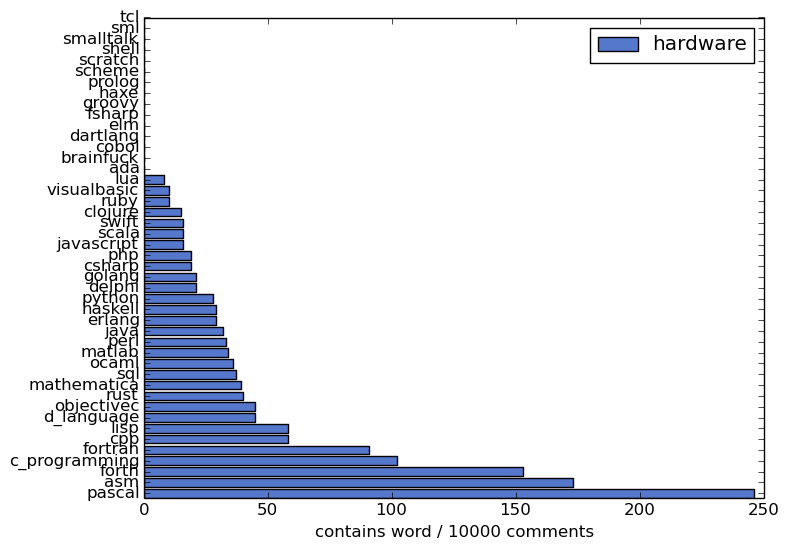 tcl
sml
smalltalk
shell
scratch
scheme
prolog
haxe
groovy
fsharp
elm
dartlang
cobol
brainfuck
ada
lua
visualbasic
ruby
clojure
swift
scala
javascript
php
csharp
golang
delphi
python
haskell
erlang
java
perl
matlab
ocaml
sql
mathematica
rust
objectivec
d_language
lisp
cpp
fortran
c_programming
forth
asm
pascal
hardware
0 50 100 150 200 250
contains word / 10000 comments